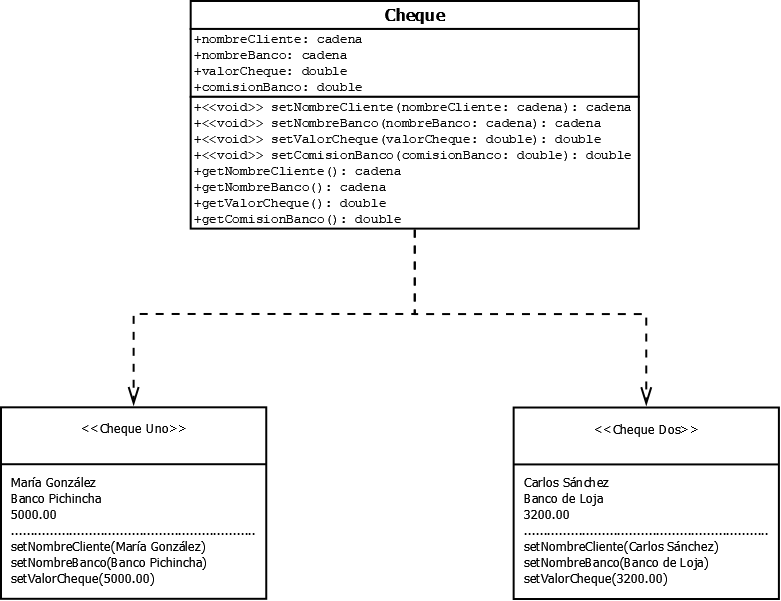 Cheque
+nombreCliente: cadena
+nombreBanco: cadena
+valorCheque: double
+comisionBanco: double
+<<void>> setNombreCliente(nombreCliente: cadena): cadena
+<<void>> setNombreBanco(nombreBanco: cadena): cadena
+<<void>> setValorCheque(valorCheque: double): double
+<<void>> setComisionBanco(comisionBanco: double): double
+getNombreCliente(): cadena
+getNombreBanco(): cadena
+getValorCheque(): double
+getComisionBanco(): double
<<Cheque Uno>>
María González
Banco Pichincha
5000.00
setNombreCliente(María González)
setNombreBanco(Banco Pichincha)
setValorCheque(5000.00)
<<Cheque Dos>>
Carlos Sánchez
Banco de Loja
3200.00
setNombreCliente(Carlos Sánchez)
setNombreBanco(Banco de Loja)
setValorCheque(3200.00)